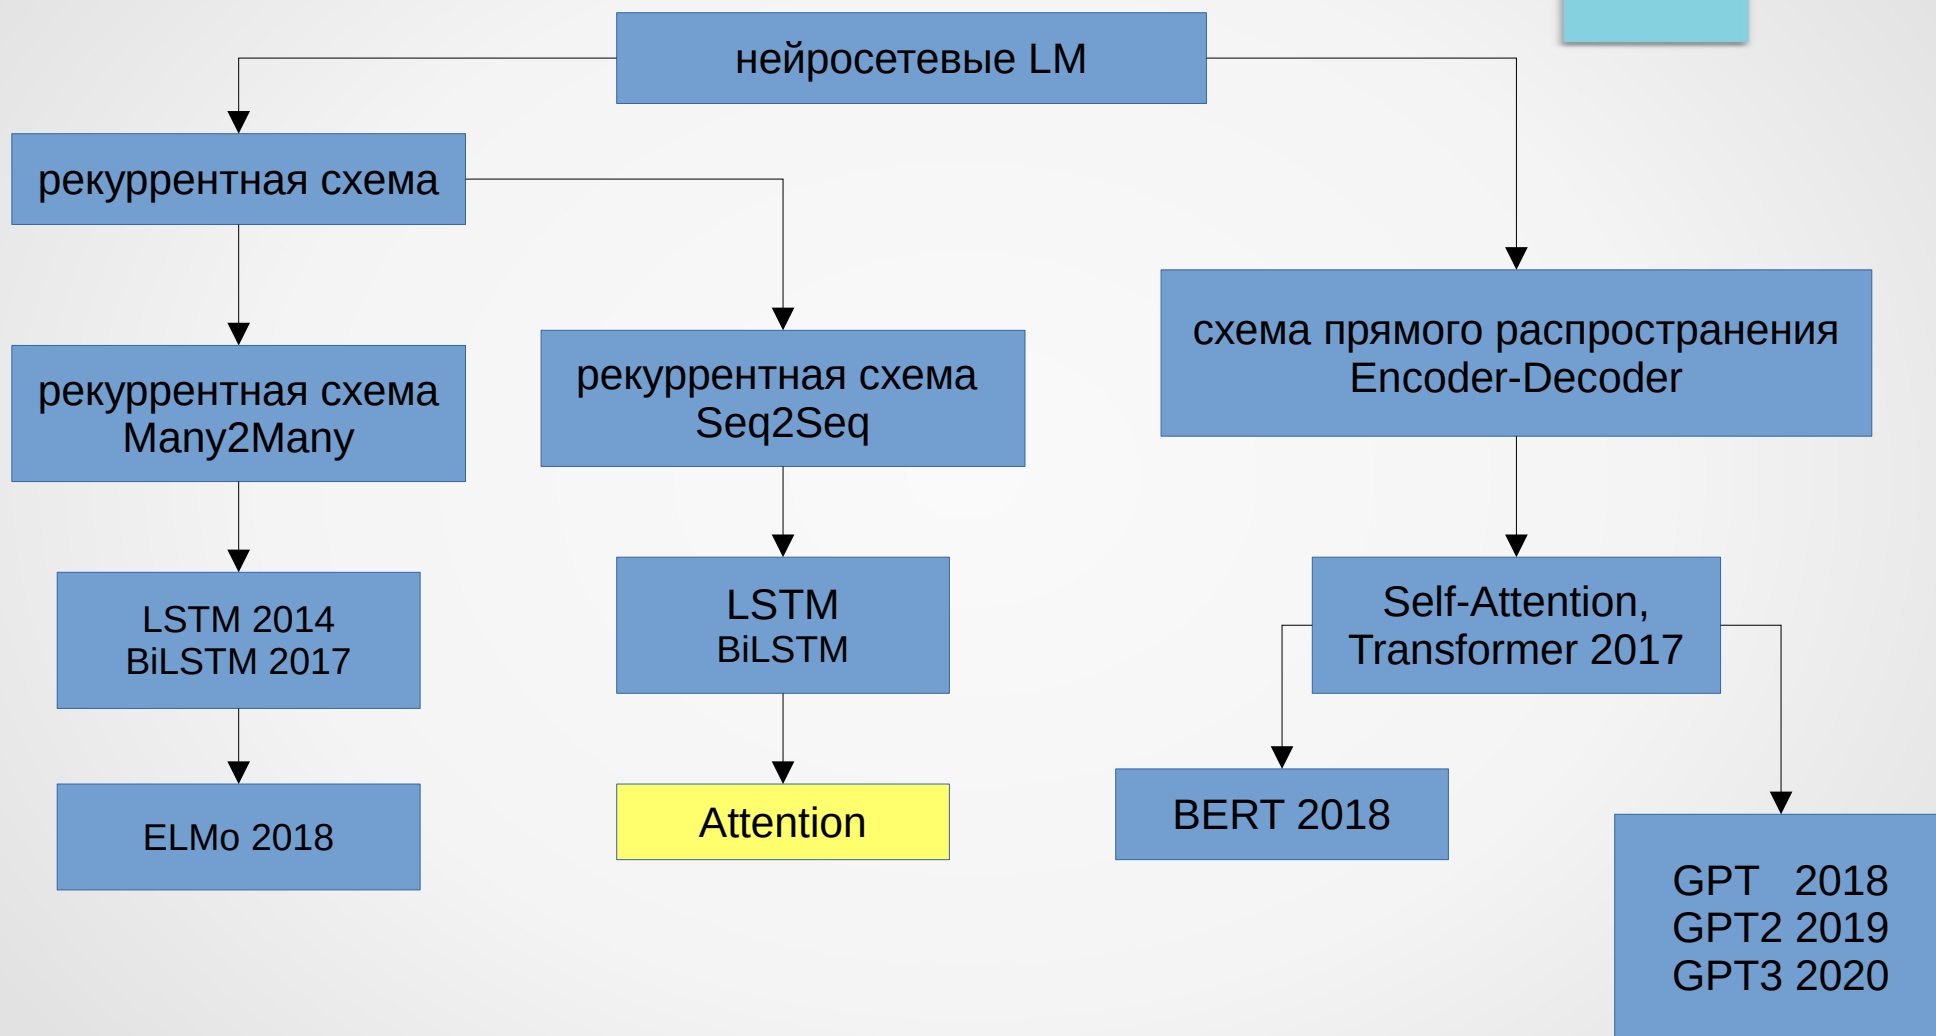 нейросетевые LM
рекуррентная схема
рекуррентная схема
Many2Many
рекуррентная схема
Seq2Seq
схема прямого распространения
Encoder-Decoder
LSTM 2014
BiLSTM 2017
LSTM
BiLSTM
Self-Attention,
Transformer 2017
ELMo 2018
Attention
BERT 2018
GPT   2018
GPT2 2019
GPT3 2020